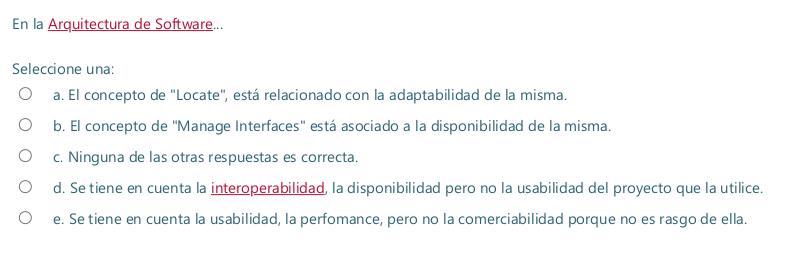 En la Arquitectura de Software...
Seleccione una:
a. El concepto de "Locate", está relacionado con la adaptabilidad de la misma.
b. El concepto de "Manage Interfaces" está asociado a la disponibilidad de la misma.
c. Ninguna de las otras respuestas es correcta.
d. Se tiene en cuenta la interoperabilidad, la disponibilidad pero no la usabilidad del proyecto que la utilice.
e. Se tiene en cuenta la usabilidad, la perfomance, pero no la comerciabilidad porque no es rasgo de ella.